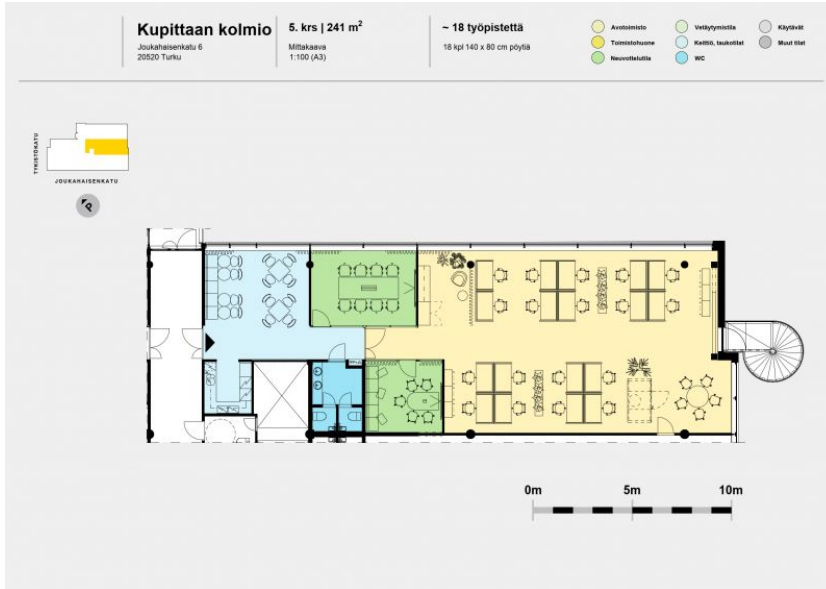 Kupittaan kolmio
Joukahaisenkatu 6
20520 Turku
5. krs | 241 m²
Mittakaava
1:100 (A3)
~ 18 työpistettä
18 kpl 140 x 80 cm pöytiä
Avotoimisto
Toimistohuone
Neuvottelutila
Vetäytymistila
Keittiö, taukotilat
WC
Käytävät
Muut tilat
TYKISTÖKATU
JOUKAHAISENKATU
P
0m
5m
10m